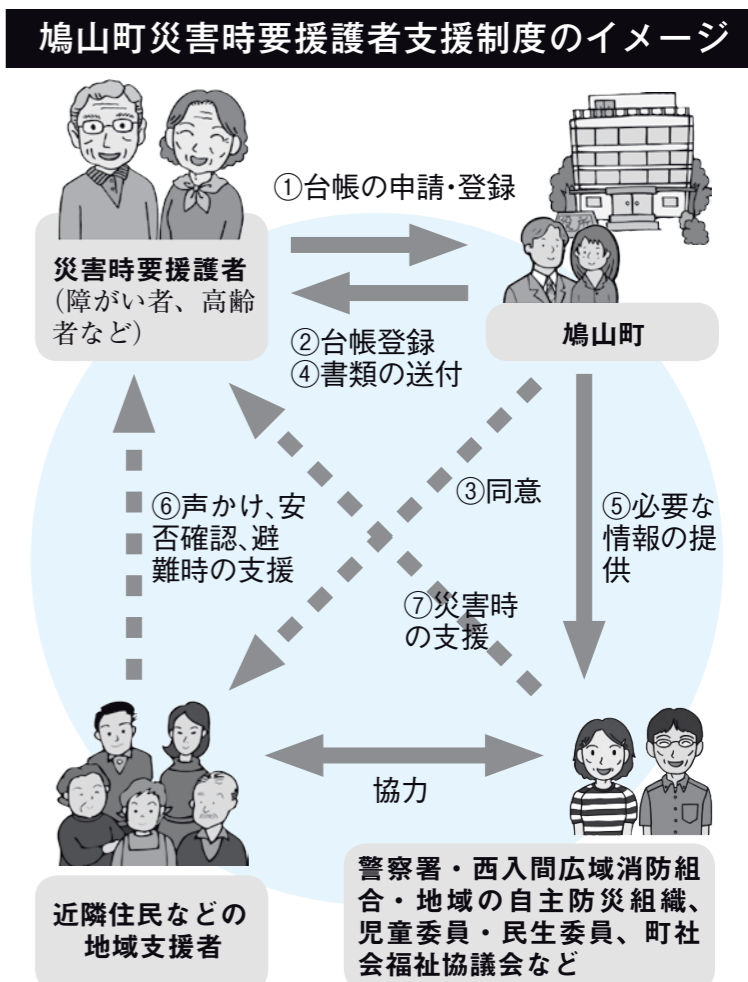 鳩山町災害時要援護者支援制度のイメージ
①台帳の申請・登録
災害時要援護者
（障がい者、高齢
者など）
役所
鳩山町
②台帳登録
④書類の送付
③同意
⑥声かけ、安
否確認、避
難時の支援
⑤必要な
情報の提
供
⑦災害時
の支援
協力
近隣住民などの
地域支援者
警察署・西入間広域消防組
合・地域の自主防災組織、
児童委員・民生委員、町社
会福祉協議会など